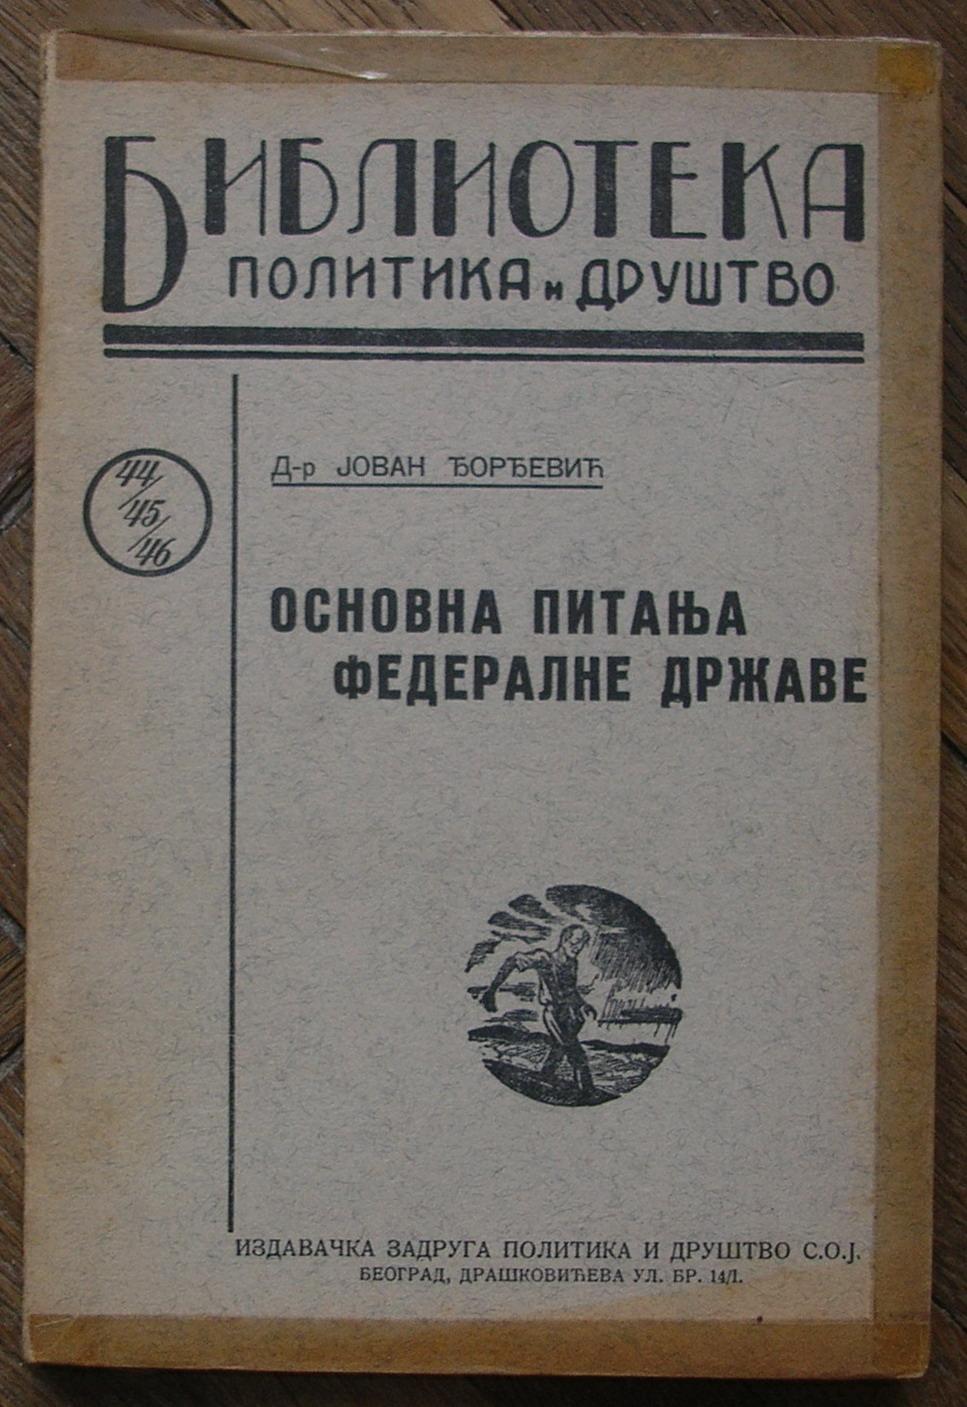 БИБЛИОТЕКА
ПОЛИТИКА и ДРУШТВО
44/
45/
46
Д-р ЈОВАН ЂОРЂЕВИЋ
ОСНОВНА ПИТАЊА
ФЕДЕРАЛНЕ ДРЖАВЕ
ИЗДАВАЧКА ЗАДРУГА ПОЛИТИКА И ДРУШТВО С.О.Ј.
БЕОГРАД, ДРАШКОВИЋЕВА УЛ. БР. 14/I.